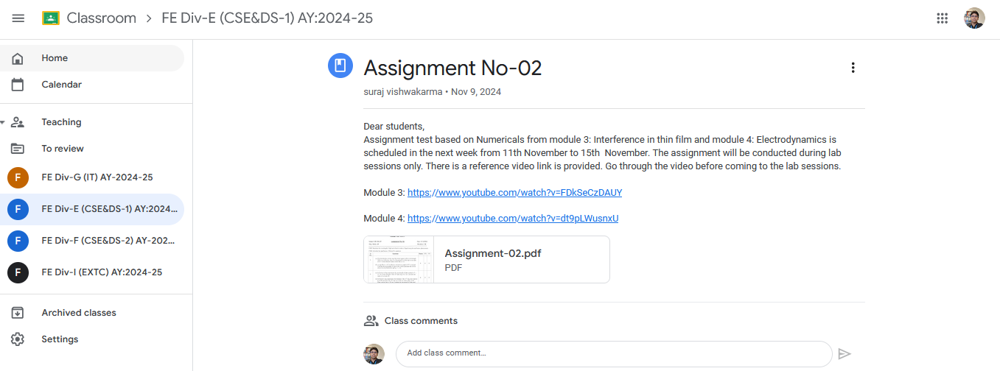 Classroom > FE Div-E (CSE&DS-1) AY:2024-25
Home
Calendar
Teaching
To review
F FE Div-G (IT) AY-2024-25
F FE Div-E (CSE&DS-1) AY:2024...
F FE Div-F (CSE&DS-2) AY-202...
F FE Div-I (EXTC) AY:2024-25
Archived classes
Settings
Assignment No-02
suraj vishwakarma • Nov 9, 2024
Dear students,
Assignment test based on Numericals from module 3: Interference in thin film and module 4: Electrodynamics is
scheduled in the next week from 11th November to 15th  November. The assignment will be conducted during lab
sessions only. There is a reference video link is provided. Go through the video before coming to the lab sessions.
Module 3: https://www.youtube.com/watch?v=FDkSeCzDAUY
Module 4: https://www.youtube.com/watch?v=dt9pLWusnxU
Assignment-02.pdf
PDF
Class comments
Add class comment...